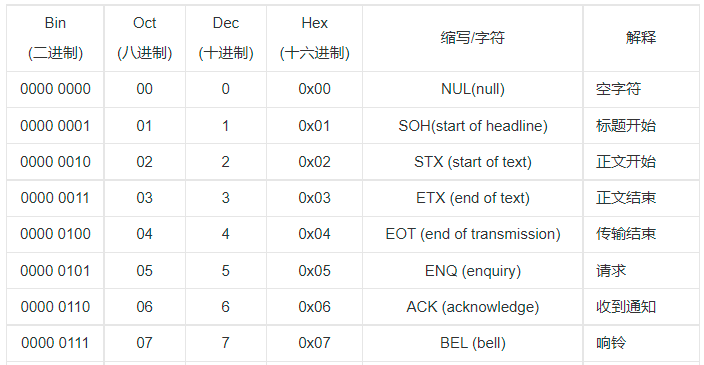 Bin Oct Dec Hex 缩写/字符 解释
(二进制) (八进制) (十进制) (十六进制)
0000 0000 00 0 0x00 NUL(null) 空字符
0000 0001 01 1 0x01 SOH(start of headline) 标题开始
0000 0010 02 2 0x02 STX (start of text) 正文开始
0000 0011 03 3 0x03 ETX (end of text) 正文结束
0000 0100 04 4 0x04 EOT (end of transmission) 传输结束
0000 0101 05 5 0x05 ENQ (enquiry) 请求
0000 0110 06 6 0x06 ACK (acknowledge) 收到通知
0000 0111 07 7 0x07 BEL (bell) 响铃